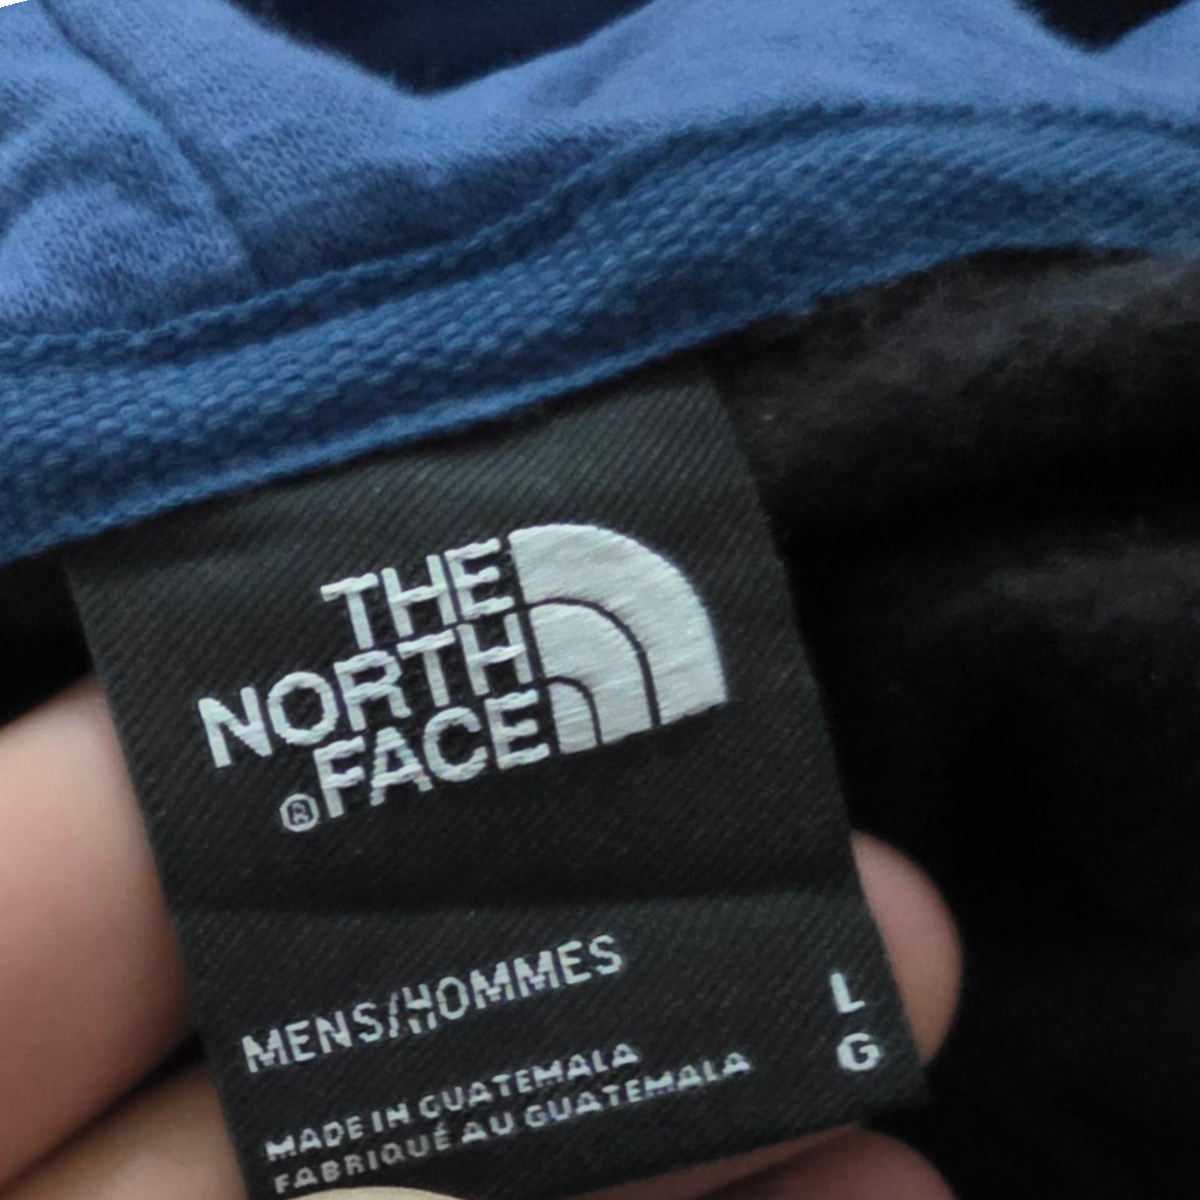 THE
NORTH
FACE
®
MENS/HOMMES
L
G
MADE IN GUATEMALA
FABRIQUÉ AU GUATEMALA